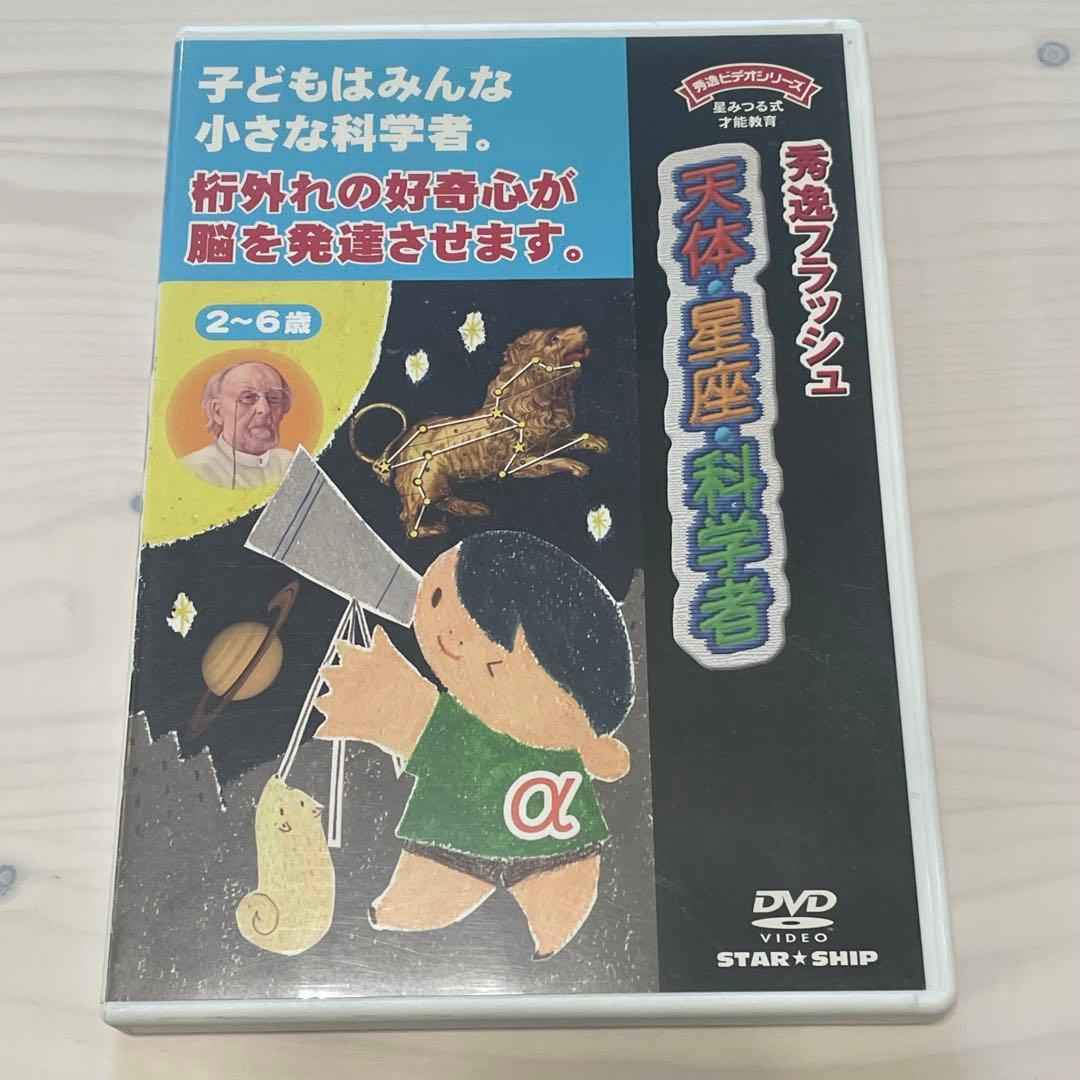 子どもはみんな
小さな科学者。
桁外れの好奇心が
脳を発達させます。
2〜6歳
秀逸ビデオシリーズ
星みつる式
才能教育
秀逸フラッシュ
天体・星座・科学者
α
DVD
VIDEO
STAR★SHIP